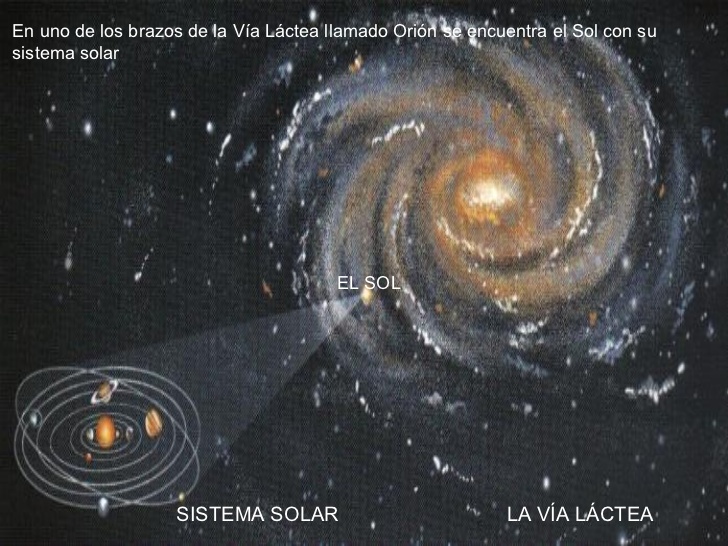 En uno de los brazos de la Vía Láctea llamado Orión se encuentra el Sol con su
sistema solar
EL SOL
SISTEMA SOLAR
LA VÍA LÁCTEA